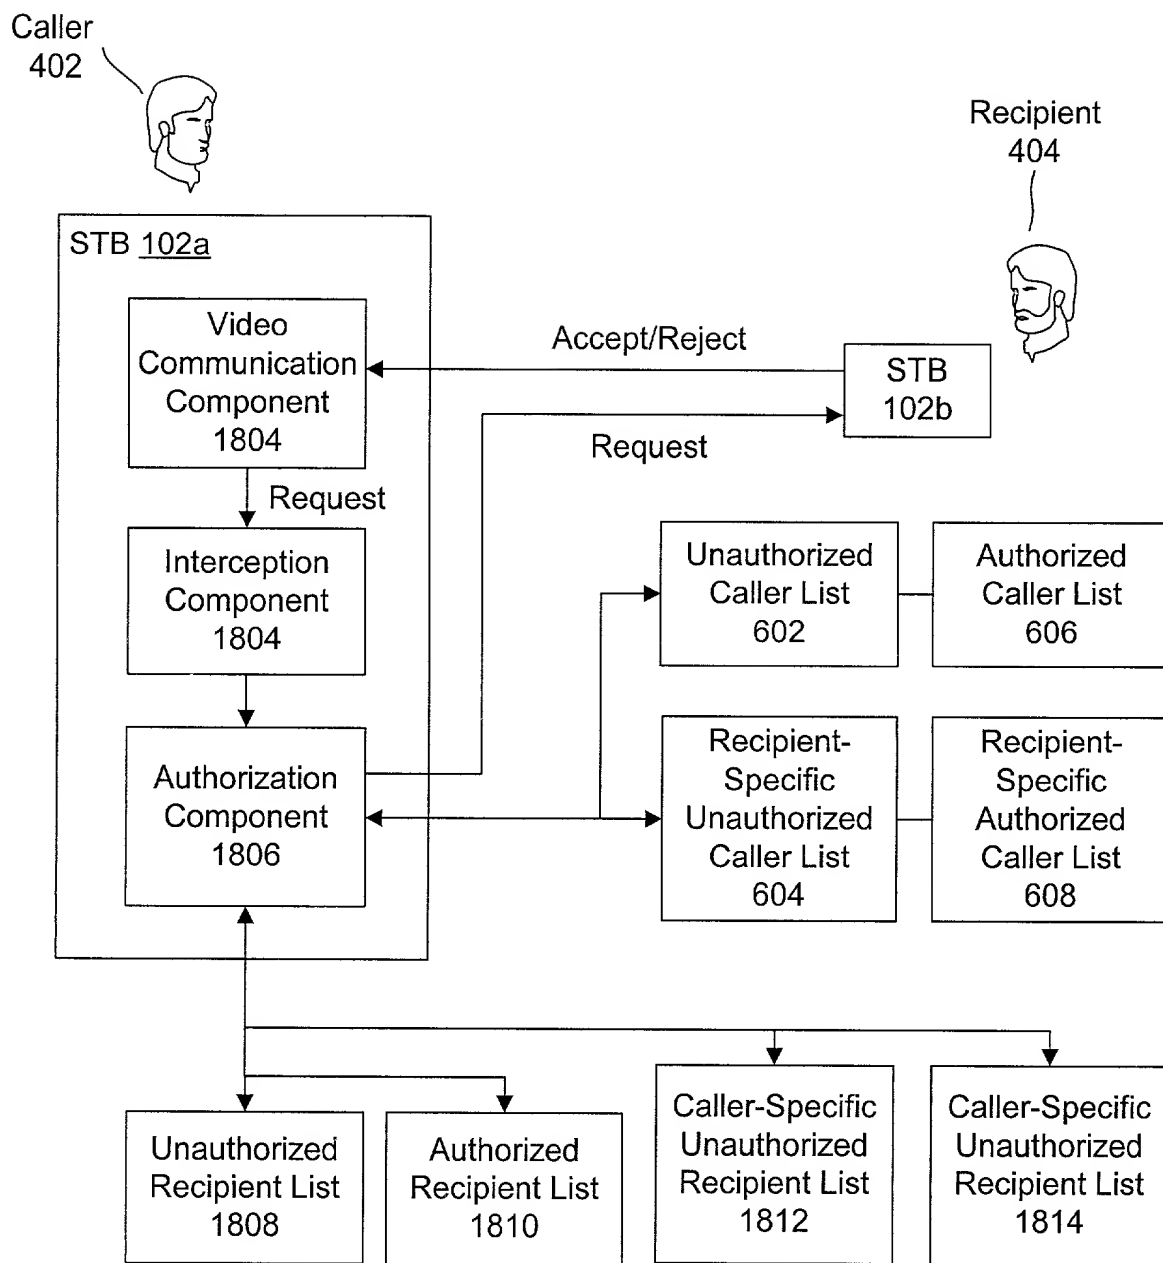 Caller
402
Recipient
404
STB 102a
Video
Communication
Component
1804
Accept/Reject
STB
102b
Request
Request
Interception
Component
1804
Unauthorized
Caller List
602
Authorized
Caller List
606
Authorization
Component
1806
Recipient-
Specific
Unauthorized
Caller List
604
Recipient-
Specific
Authorized
Caller List
608
Unauthorized
Recipient List
1808
Authorized
Recipient List
1810
Caller-Specific
Unauthorized
Recipient List
1812
Caller-Specific
Unauthorized
Recipient List
1814